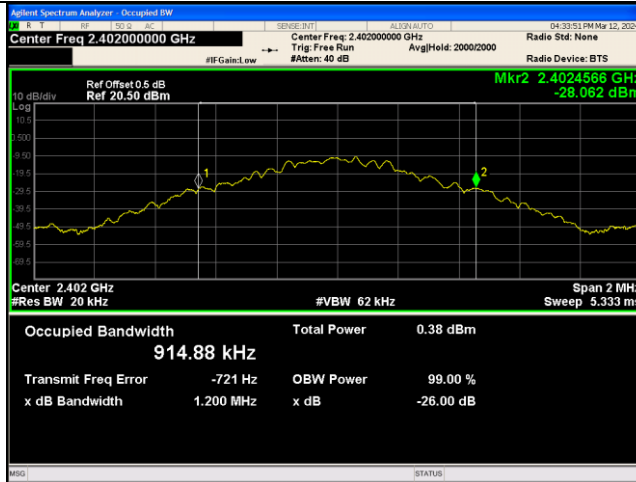 Agilent Spectrum Analyzer - Occupied BW
R T RF 50 Ω AC SENSE:INT ALIGN AUTO 04:33:51 PM Mar 12, 202
Center Freq 2.402000000 GHz Center Freq: 2.402000000 GHz Radio Std: None
Trig: Free Run Avg|Hold: 2000/2000
#IFGain:Low #Atten: 40 dB Radio Device: BTS
Ref Offset 0.5 dB Mkr2 2.4024566 GHz
10 dB/div Ref 20.50 dBm -28.062 dBm
Log
10.5
0.500
-9.50
-19.5
1
2
-29.5
-39.5
-49.5
-59.5
-69.5
Center 2.402 GHz Span 2 MHz
#Res BW 20 kHz #VBW 62 kHz Sweep 5.333 ms
Occupied Bandwidth Total Power 0.38 dBm
914.88 kHz
Transmit Freq Error -721 Hz OBW Power 99.00 %
x dB Bandwidth 1.200 MHz x dB -26.00 dB
MSG STATUS